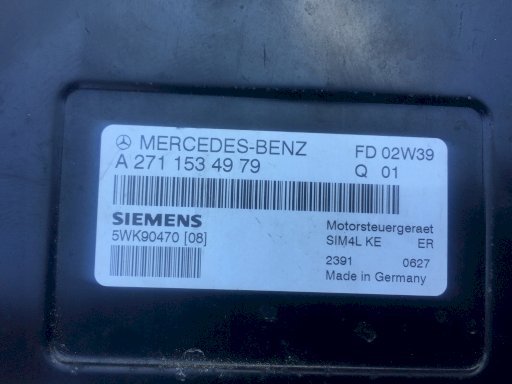 MERCEDES-BENZ FD 02W39
A 271 153 49 79 Q 01
SIEMENS Motorsteuergeraet
5WK90470 [08] SIM4L KE ER
2391 0627
Made in Germany